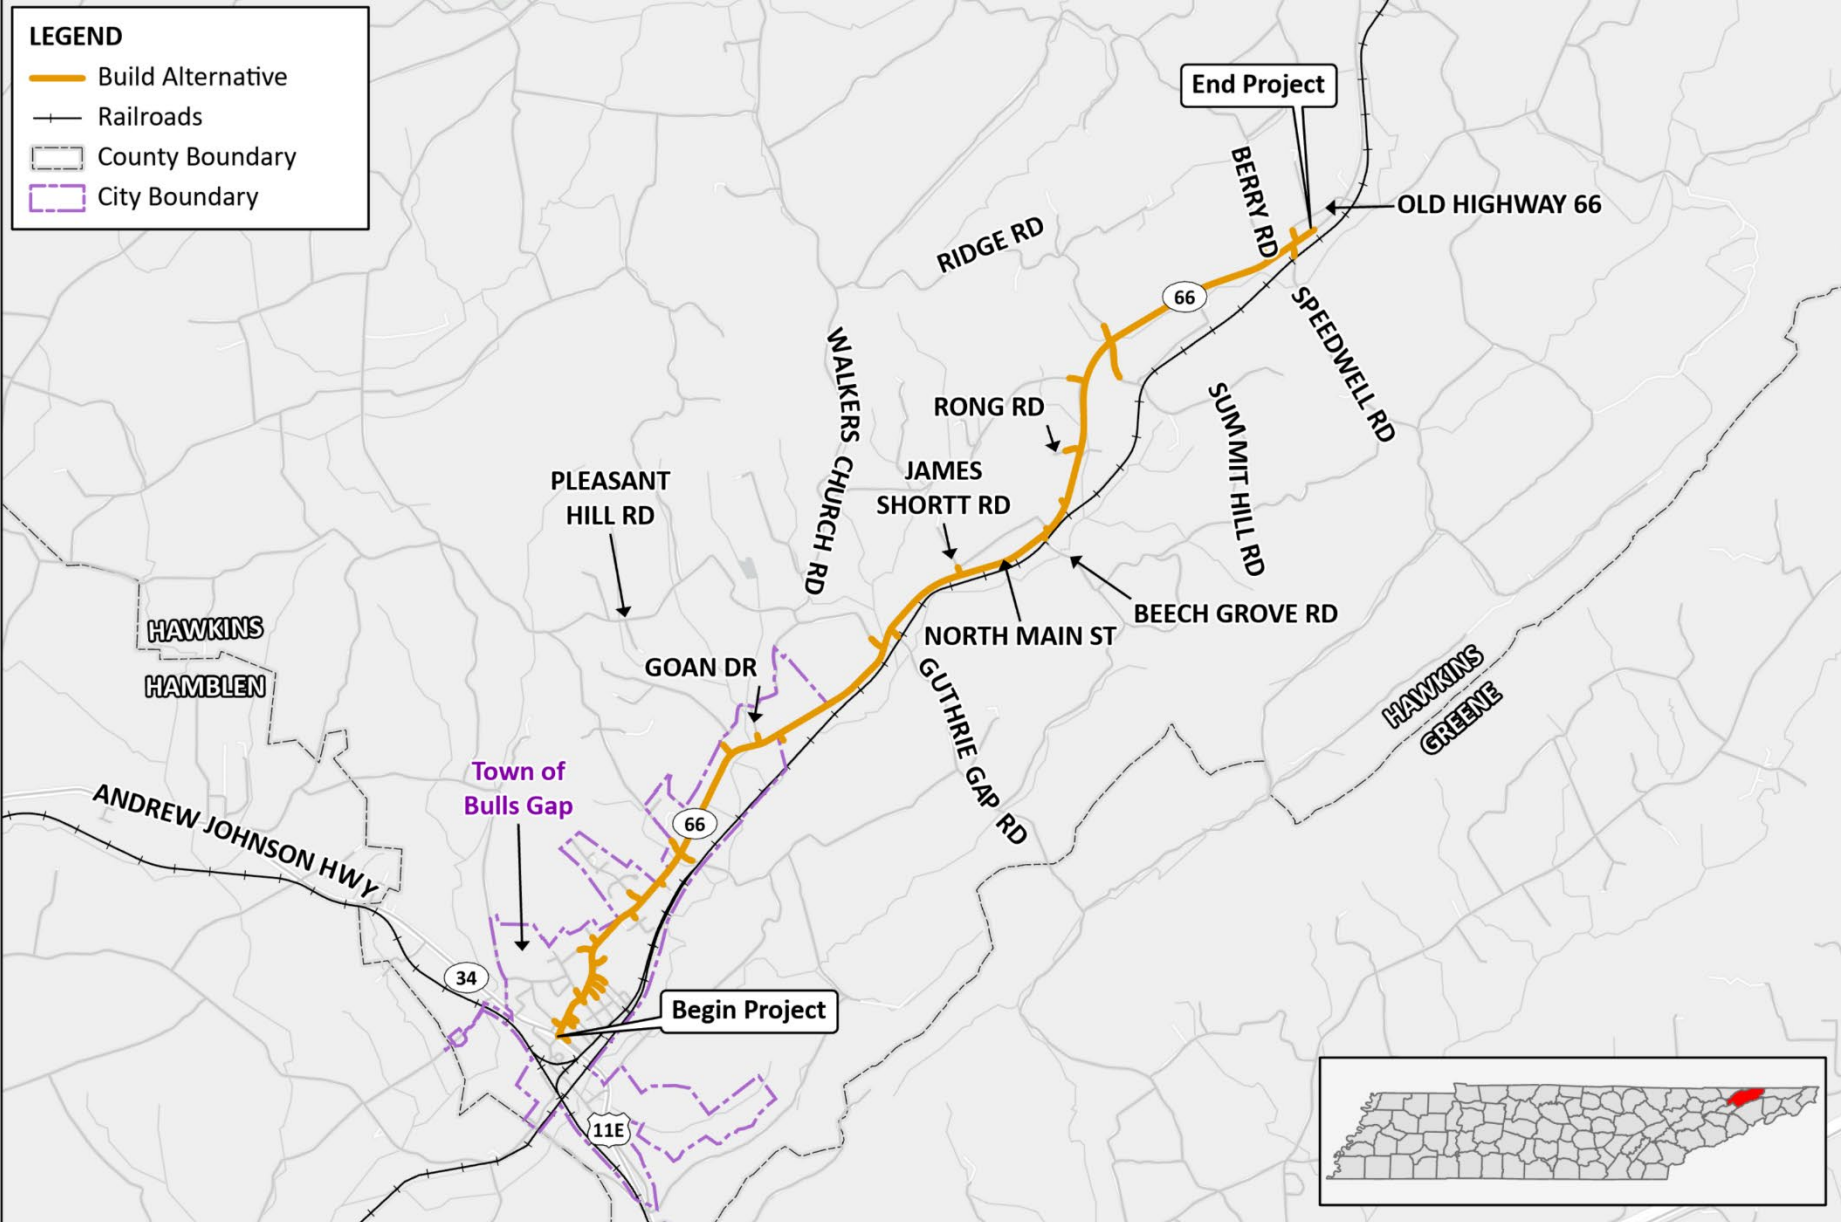 LEGEND
Build Alternative
Railroads
County Boundary
City Boundary
End Project
BERRY RD
OLD HIGHWAY 66
RIDGE RD
66
SPEEDWELL RD
WALKERS CHURCH RD
SUMMIT HILL RD
RONG RD
JAMES
SHORTT RD
PLEASANT
HILL RD
BEECH GROVE RD
NORTH MAIN ST
HAWKINS
HAMBLEN
GOAN DR
GUTHRIE GAP RD
HAWKINS
GREENE
Town of
Bulls Gap
ANDREW JOHNSON HWY
66
34
Begin Project
11E